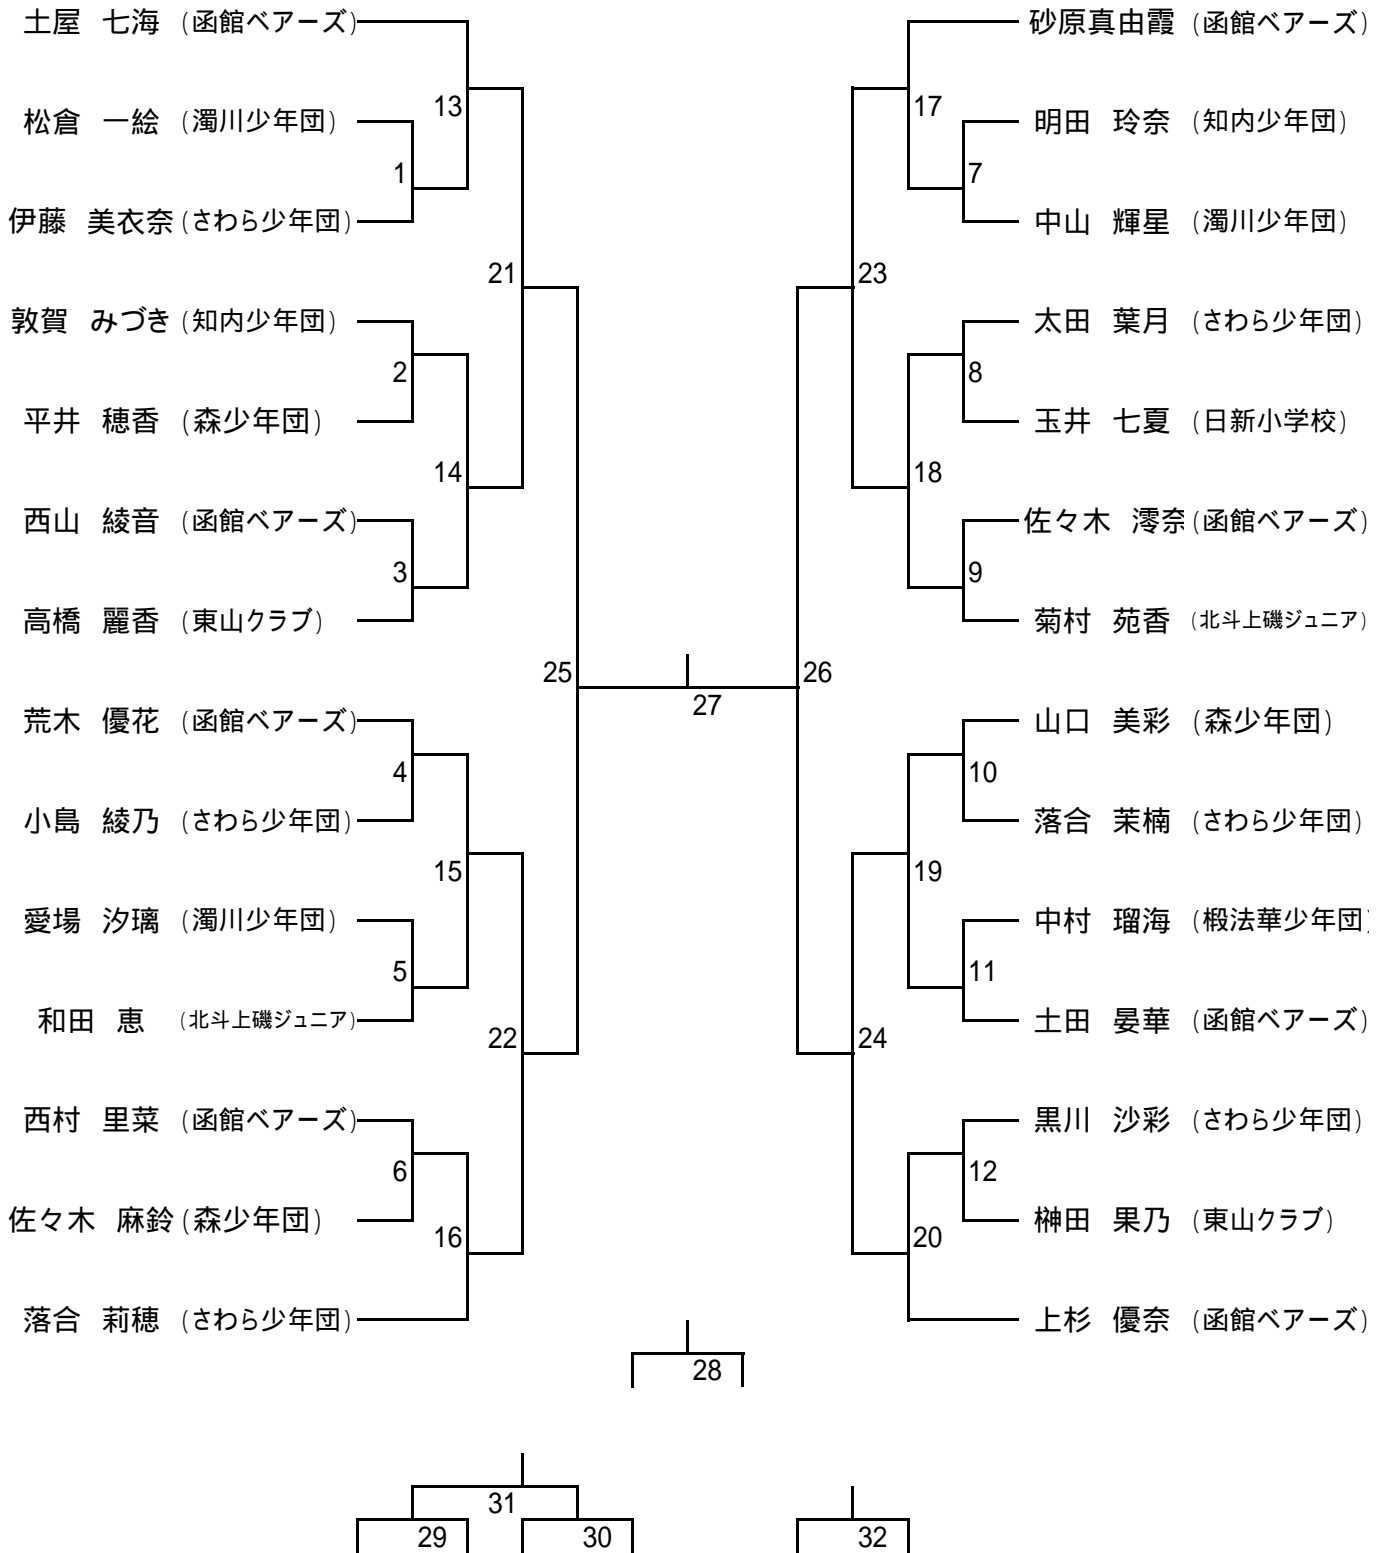 土屋 七海 (函館ベアーズ)
13
松倉 一絵 (濁川少年団)
1
伊藤 美衣奈 (さわら少年団)
21
敦賀 みづき (知内少年団)
2
平井 穂香 (森少年団)
14
西山 綾音 (函館ベアーズ)
3
高橋 麗香 (東山クラブ)
25
荒木 優花 (函館ベアーズ)
4
小島 綾乃 (さわら少年団)
15
愛場 汐璃 (濁川少年団)
5
和田 恵 (北斗上磯ジュニア)
22
西村 里菜 (函館ベアーズ)
6
佐々木 麻鈴 (森少年団)
16
落合 莉穂 (さわら少年団)
砂原真由霞 (函館ベアーズ)
17
明田 玲奈 (知内少年団)
7
中山 輝星 (濁川少年団)
23
太田 葉月 (さわら少年団)
8
玉井 七夏 (日新小学校)
18
佐々木 澪奈 (函館ベアーズ)
9
菊村 苑香 (北斗上磯ジュニア)
26
27
山口 美彩 (森少年団)
10
落合 茉楠 (さわら少年団)
19
中村 瑠海 (椴法華少年団)
11
土田 晏華 (函館ベアーズ)
24
黒川 沙彩 (さわら少年団)
12
榊田 果乃 (東山クラブ)
20
上杉 優奈 (函館ベアーズ)
28
31
29
30
32